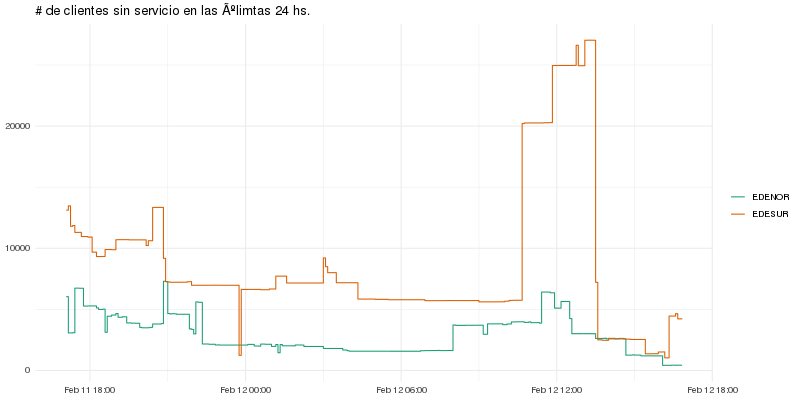 # de clientes sin servicio en las Ãºlimtas 24 hs.
20000
10000
0
Feb 11 18:00
Feb 12 00:00
Feb 12 06:00
Feb 12 12:00
Feb 12 18:00
EDENOR
EDESUR